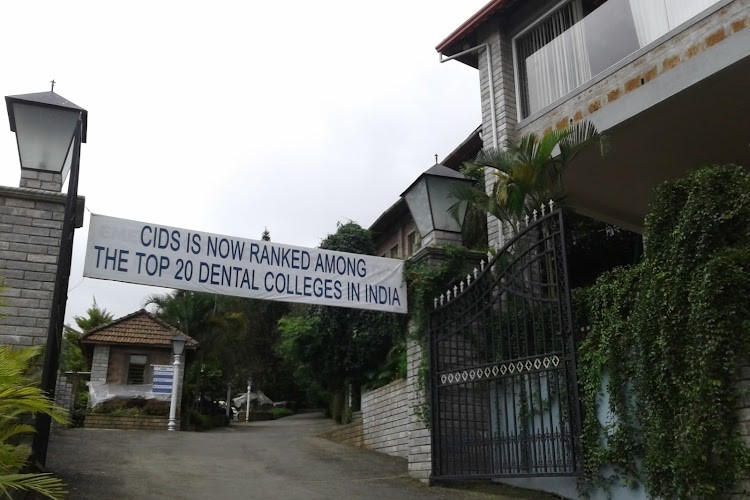 CIDS IS NOW RANKED AMONG
THE TOP 20 DENTAL COLLEGES IN INDIA